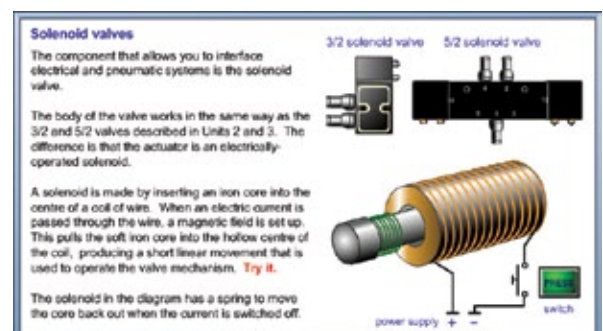 Solenoid valves
The component that allows you to interface
electrical and pneumatic systems is the solenoid
valve.
The body of the valve works in the same way as the
3/2 and 5/2 valves described in Units 2 and 3. The
difference is that the actuator is an electrically-
operated solenoid.
A solenoid is made by inserting an iron core into the
centre of a coil of wire. When an electric current is
passed through the wire, a magnetic field is set up.
This pulls the soft iron core into the hollow centre of
the coil, producing a short linear movement that is
used to operate the valve mechanism. Try it.
The solenoid in the diagram has a spring to move
the core back out when the current is switched off.
3/2 solenoid valve 5/2 solenoid valve
PRESS
switch
power supply + −